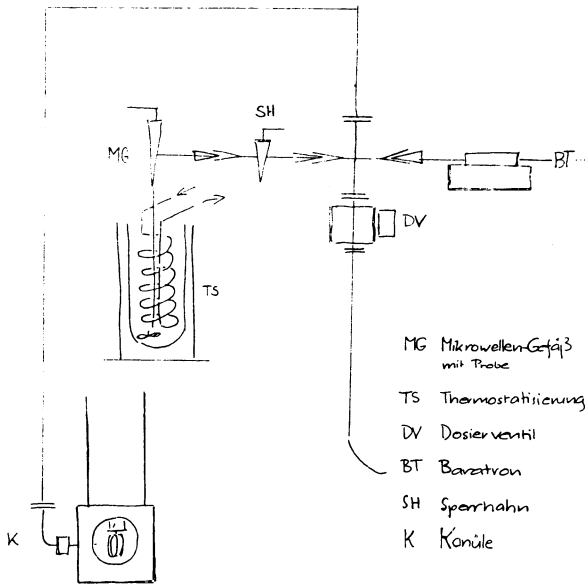 SH
MG
BT
DV
TS
MG Mikrowellen-Gefäß
mit Probe
TS Thermostatisierung
DV Dosierventil
BT Baratron
SH Sperrhahn
K Kanüle
K